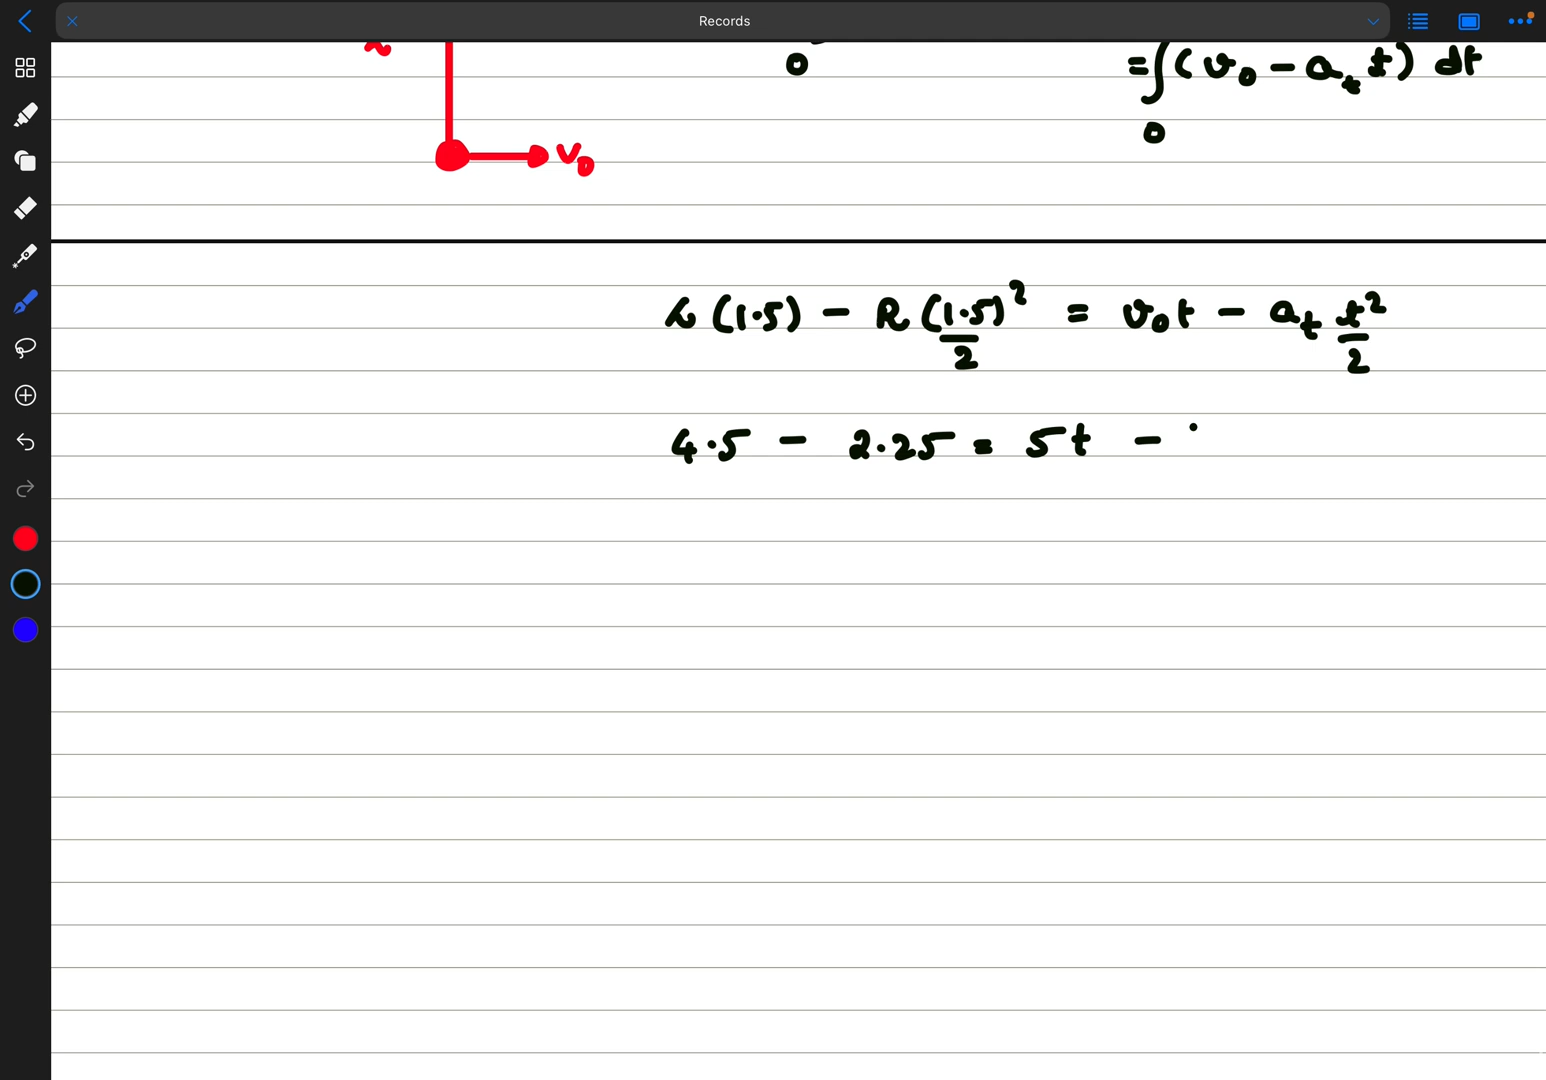 Records
0
=∫(v₀ - aₜ t) dt
0
v₀
L (1.5) - R (1.5)²/2 = v₀t - aₜ t²/2
4.5 - 2.25 = 5t -